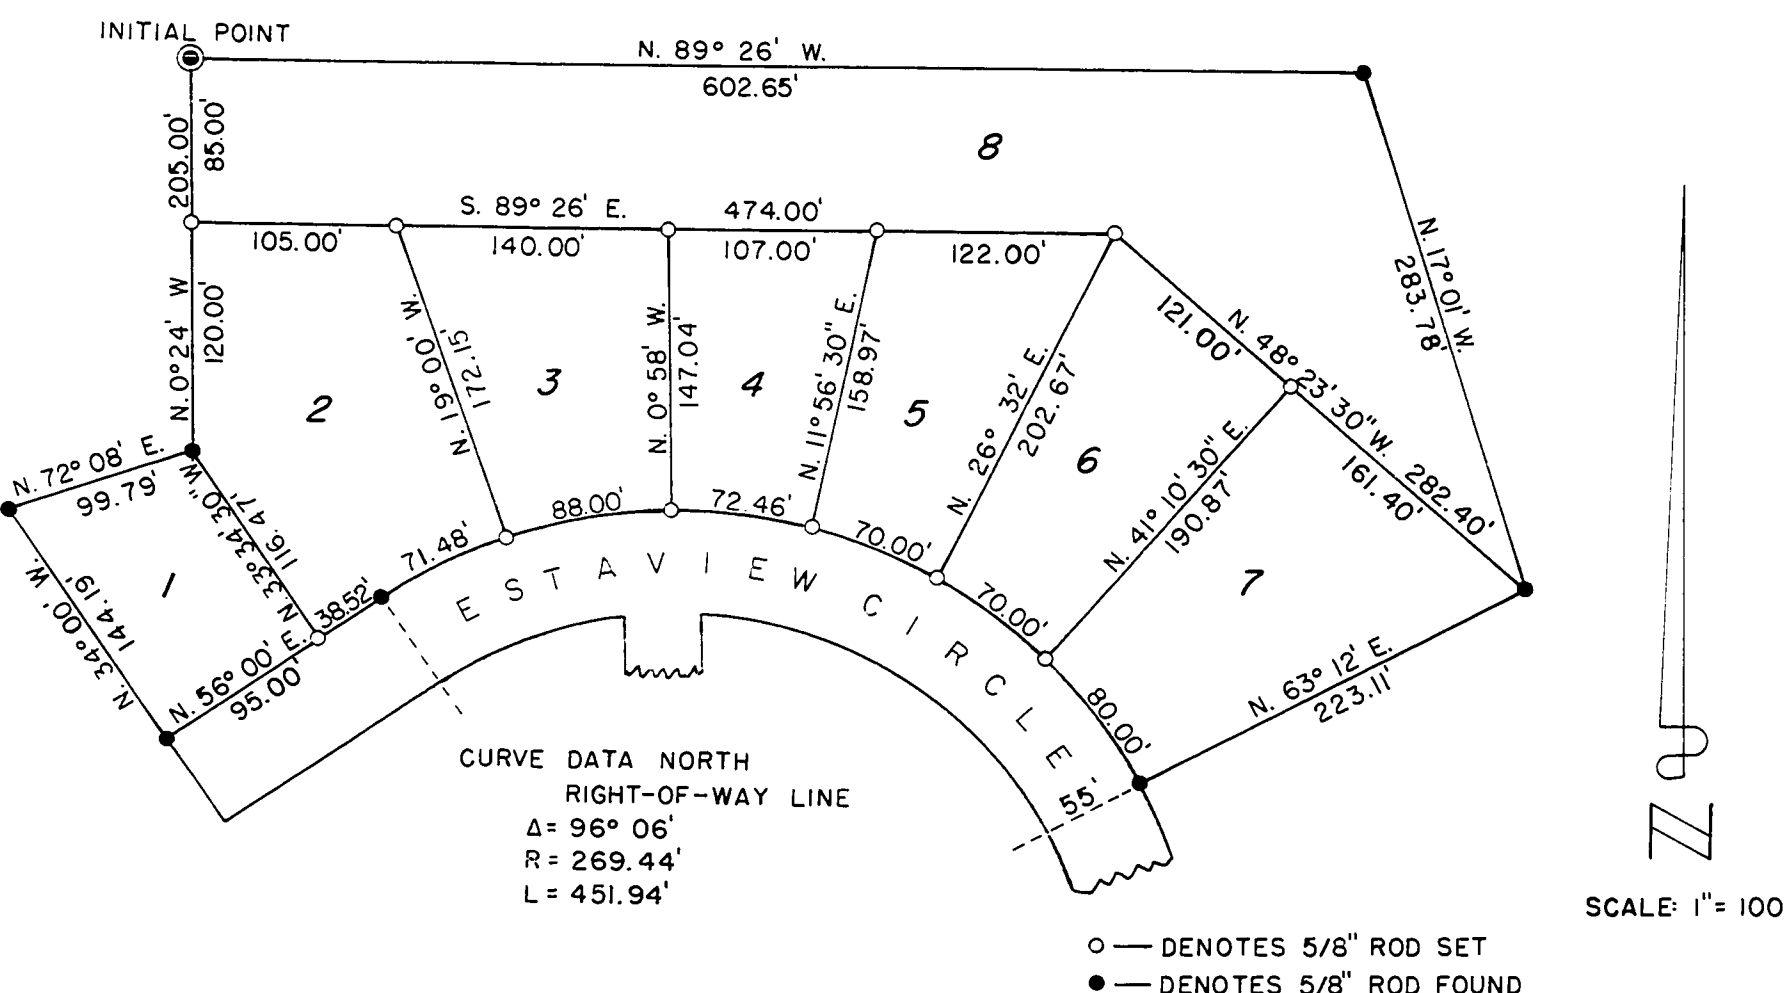 INITIAL POINT
N. 89° 26' W.
602.65'
205.00'
85.00'
8
S. 89° 26' E.
474.00'
105.00'
140.00'
107.00'
122.00'
N. 17° 01' W.
283.78'
N. 0° 24' W
120.00'
N. 19° 00' W.
172.15'
N. 0° 58' W.
147.04'
N. 11° 56' 30" E.
158.97'
N. 26° 32' E.
202.67'
121.00'
N. 48° 23' 30" W. 282.40'
161.40'
N. 41° 10' 30" E.
190.87'
2
3
4
5
6
7
N. 72° 08' E.
99.79'
N. 33° 34' 30" W
116.47'
1
N. 34° 00' W.
144.19'
N. 56° 00' E.
95.00'
38.52'
71.48'
88.00'
72.46'
70.00'
70.00'
80.00'
ESTAVIEW CIRCLE
55'
N. 63° 12' E.
223.11'
CURVE DATA NORTH
RIGHT-OF-WAY LINE
Δ= 96° 06'
R= 269.44'
L= 451.94'
N
SCALE: 1"= 100
○ — DENOTES 5/8" ROD SET
● — DENOTES 5/8" ROD FOUND